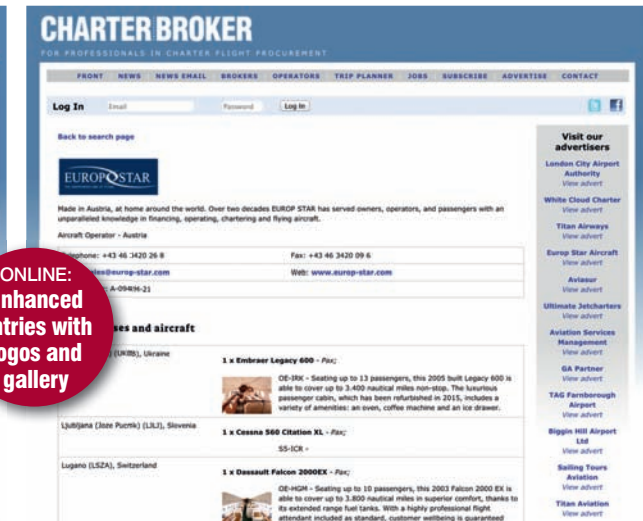 CHARTER BROKER
FOR PROFESSIONALS IN CHARTER FLIGHT PROCUREMENT
FRONT NEWS NEWS EMAIL BROKERS OPERATORS TRIP PLANNER JOBS SUBSCRIBE ADVERTISE CONTACT
Log In Email Password Log In
Back to search page
EUROP STAR
Made in Austria, at home around the world. Over two decades EUROP STAR has served owners, operators, and passengers with an
unparalleled knowledge in financing, operating, chartering and flying aircraft.
Aircraft Operator - Austria
+43 46 3420 26 8 Fax: +43 46 3420 09 6
@europ-star.com Web: www.europ-star.com
ONLINE:
nhanced
ntries with
ogos and
gallery
ses and aircraft
Ukraine
1 x Embraer Legacy 600 - Pax;
OE-IRK - Seating up to 13 passengers, this 2005 built Legacy 600 is
able to cover up to 3.400 nautical miles non-stop. The luxurious
passenger cabin, which has been refurbished in 2015, includes a
variety of amenities: an oven, coffee machine and an ice drawer.
Ljubljana (Joze Pucnik) (LJLJ), Slovenia
1 x Cessna 560 Citation XL - Pax;
S5-ICR -
Lugano (LSZA), Switzerland
1 x Dassault Falcon 2000EX - Pax;
OE-HGM - Seating up to 10 passengers, this 2003 Falcon 2000 EX is
able to cover up to 3.800 nautical miles in superior comfort, thanks to
its extended range fuel tanks. With a highly professional flight
attendant included as standard, customer wellbeing is guaranteed
Visit our
advertisers
London City Airport
Authority
View advert
White Cloud Charter
View advert
Titan Airways
View advert
Europ Star Aircraft
View advert
Aviasur
View advert
Ultimate Jetcharters
View advert
Aviation Services
Management
View advert
GA Partner
View advert
TAG Farnborough
Airport
View advert
Biggin Hill Airport
Ltd
View advert
Sailing Tours
Aviation
View advert
Titan Aviation
View advert